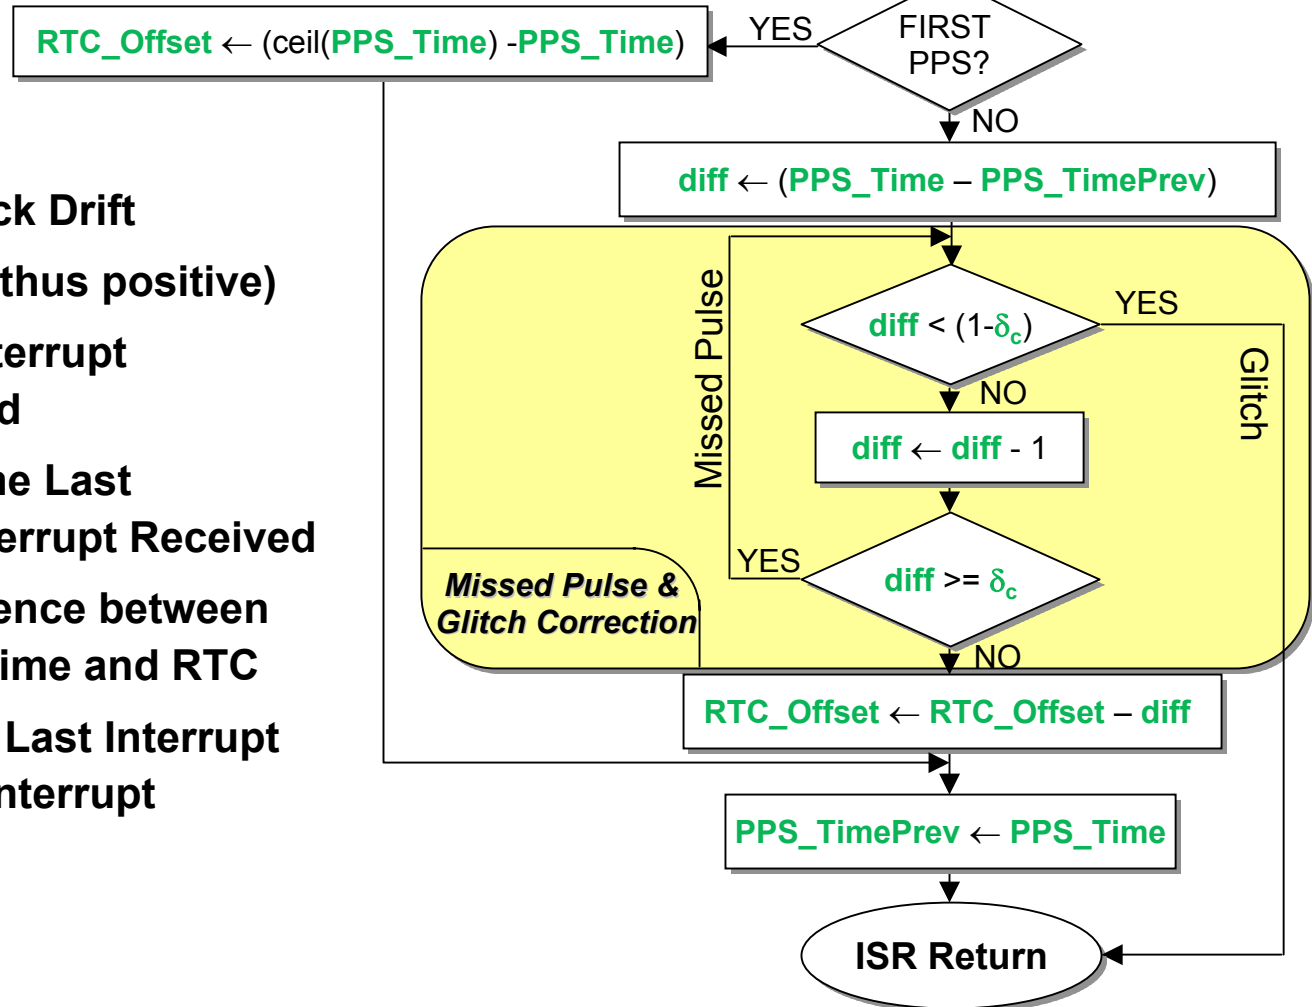 RTC_Offset ← (ceil(PPS_Time) -PPS_Time)
YES
FIRST
PPS?
NO
diff ← (PPS_Time – PPS_TimePrev)
ck Drift
thus positive)
terrupt
d
ne Last
errupt Received
ence between
ime and RTC
Last Interrupt
nterrupt
Missed Pulse
diff < (1-δc)
YES
Glitch
NO
diff ← diff - 1
YES
diff >= δc
Missed Pulse &
Glitch Correction
NO
RTC_Offset ← RTC_Offset – diff
PPS_TimePrev ← PPS_Time
ISR Return